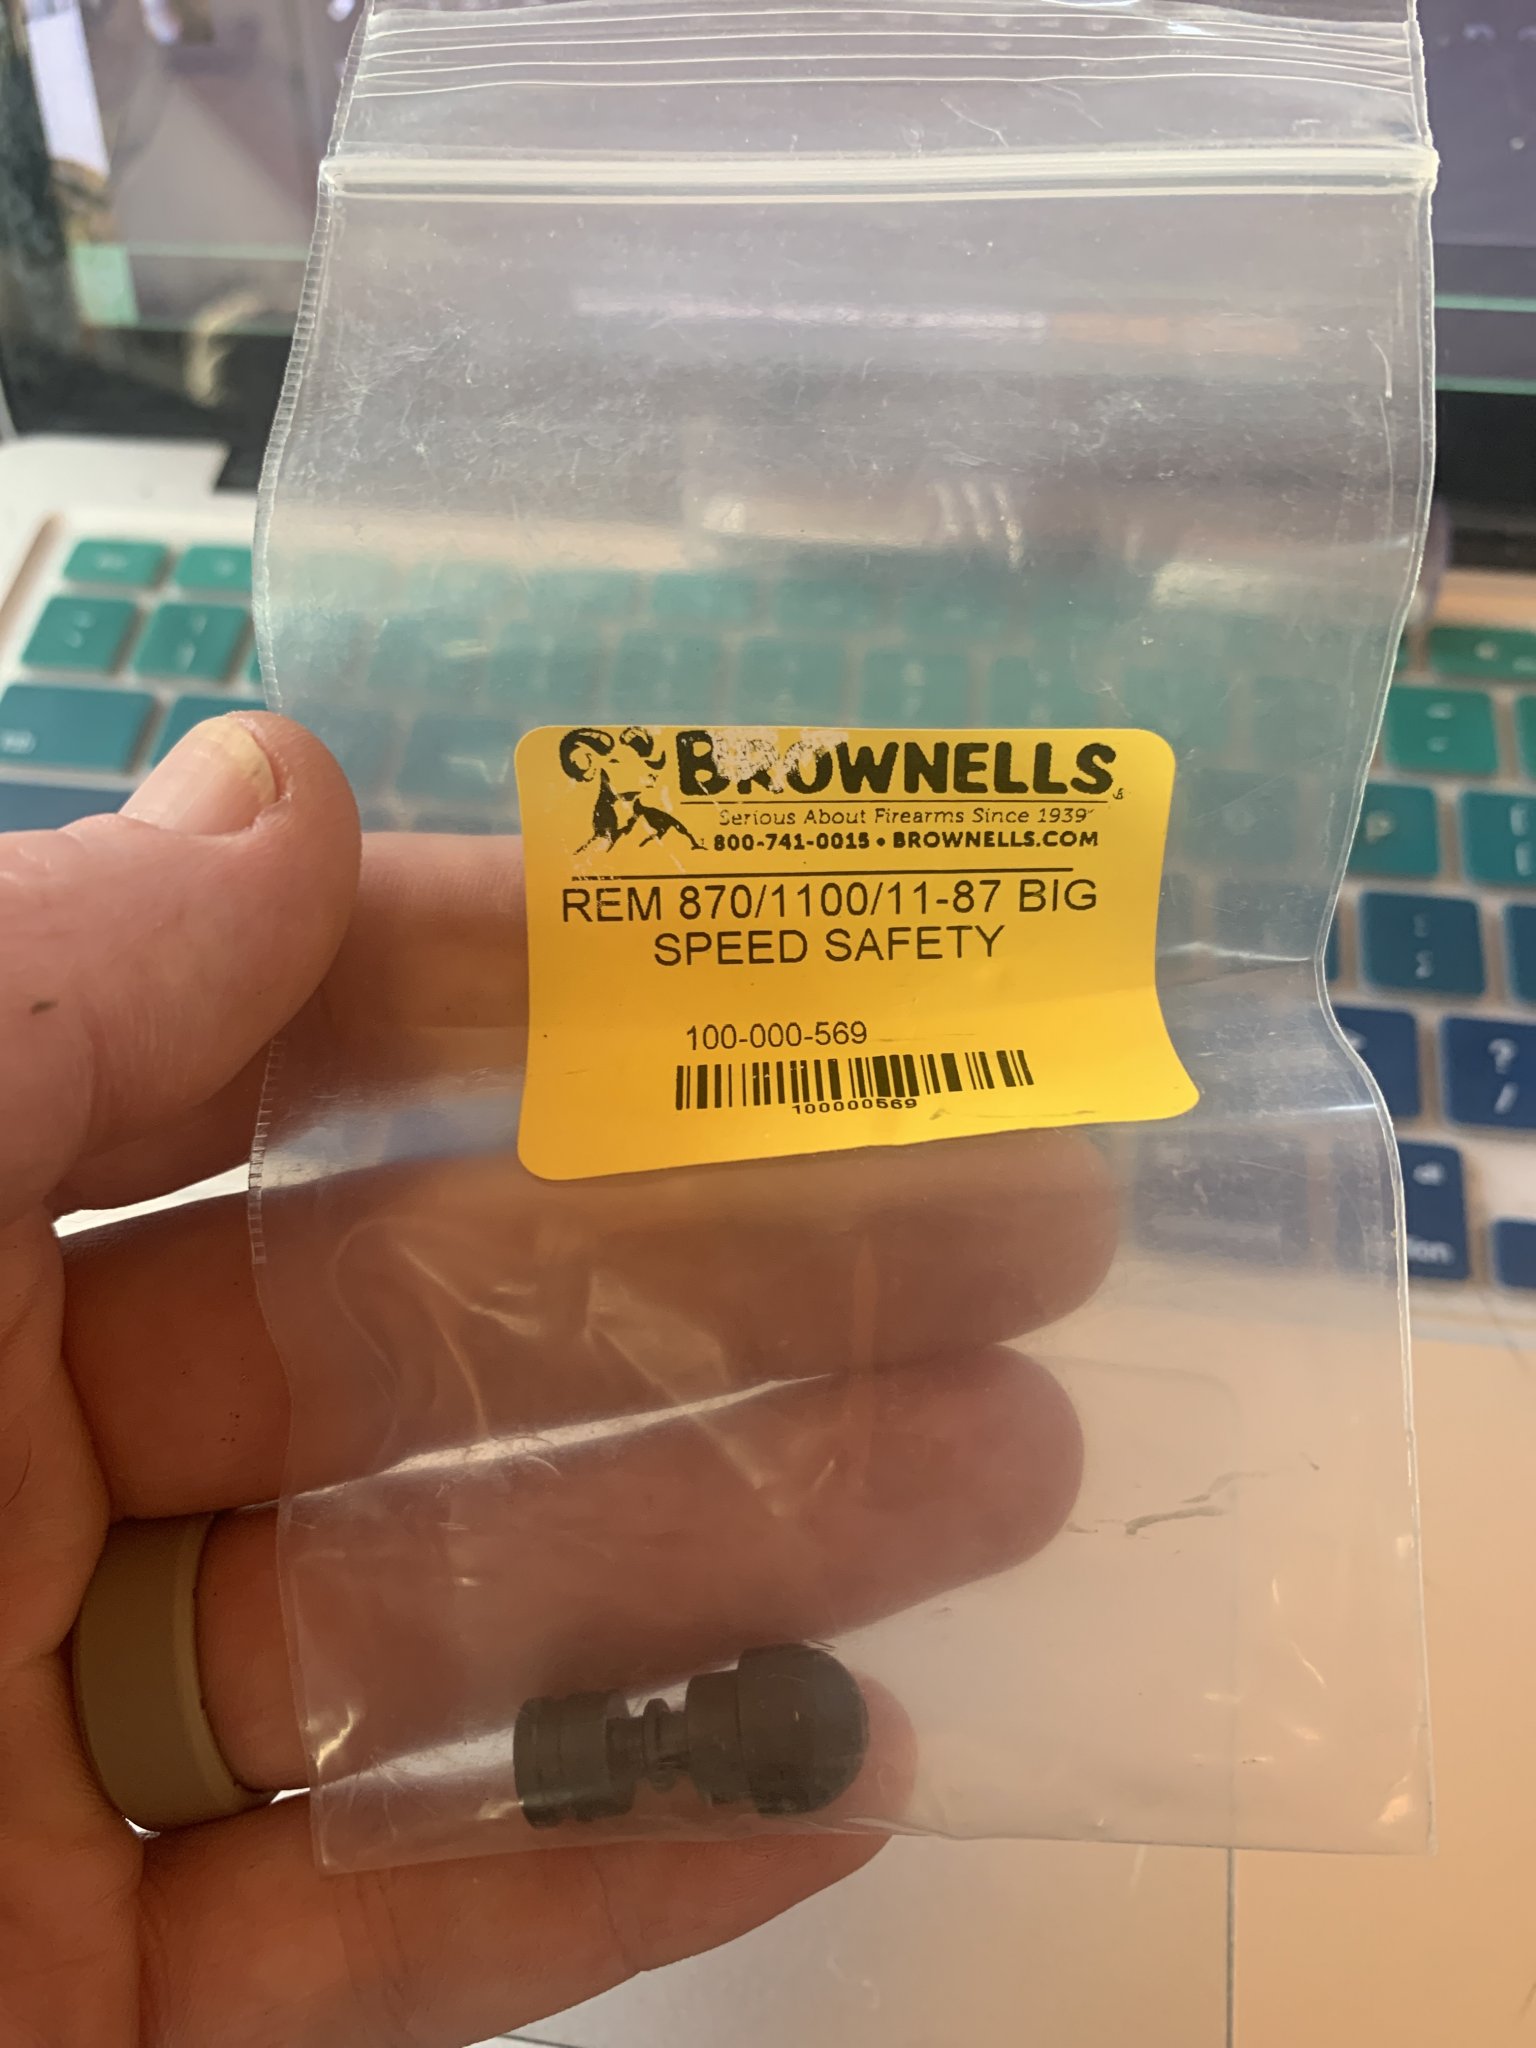 BROWNELLS
Serious About Firearms Since 1939
800-741-0015 • BROWNELLS.COM
REM 870/1100/11-87 BIG
SPEED SAFETY
100-000-569
100000569
?
/